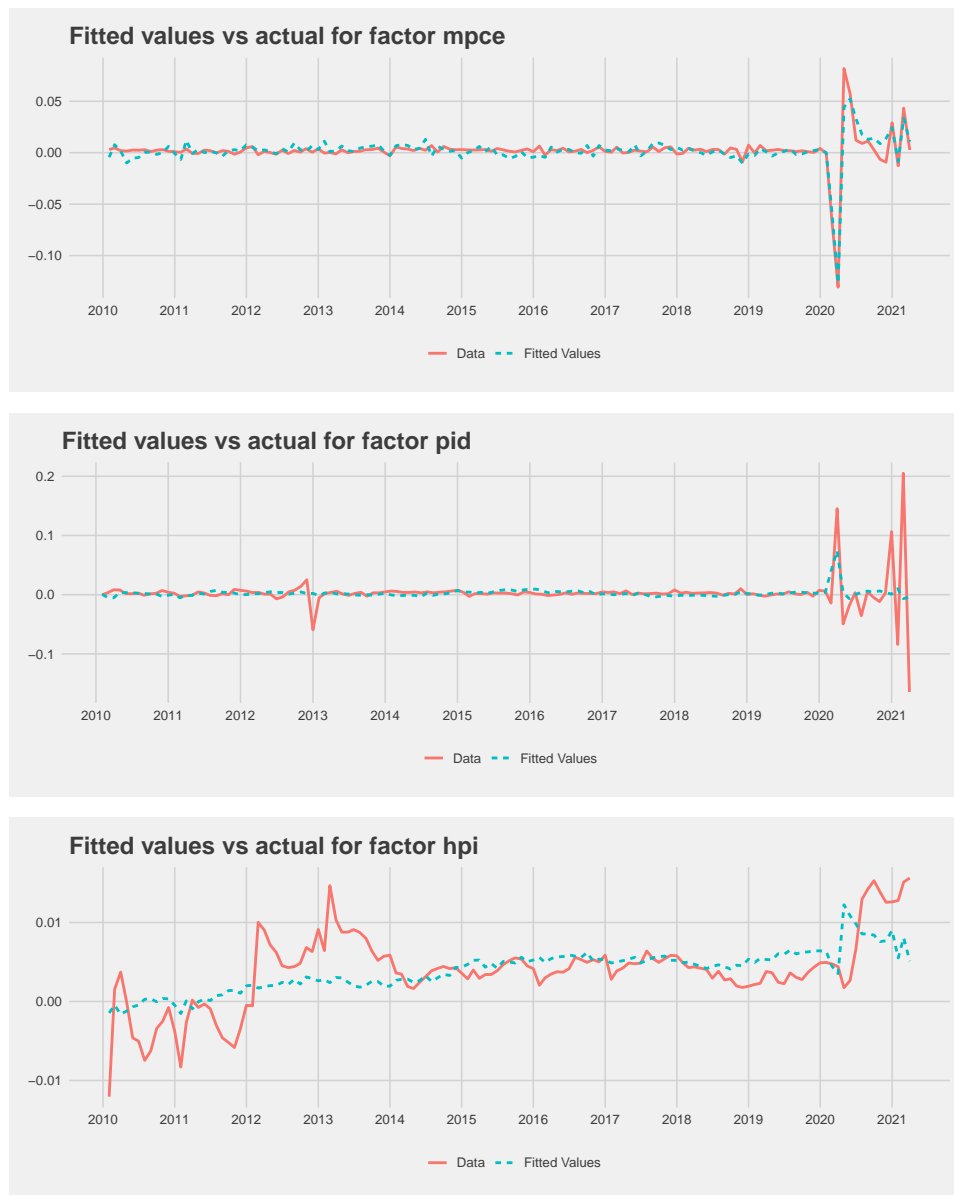 Fitted values vs actual for factor mpce
0.05
0.00
−0.05
−0.10
2010 2011 2012 2013 2014 2015 2016 2017 2018 2019 2020 2021
Data Fitted Values
Fitted values vs actual for factor pid
0.2
0.1
0.0
−0.1
2010 2011 2012 2013 2014 2015 2016 2017 2018 2019 2020 2021
Data Fitted Values
Fitted values vs actual for factor hpi
0.01
0.00
−0.01
2010 2011 2012 2013 2014 2015 2016 2017 2018 2019 2020 2021
Data Fitted Values